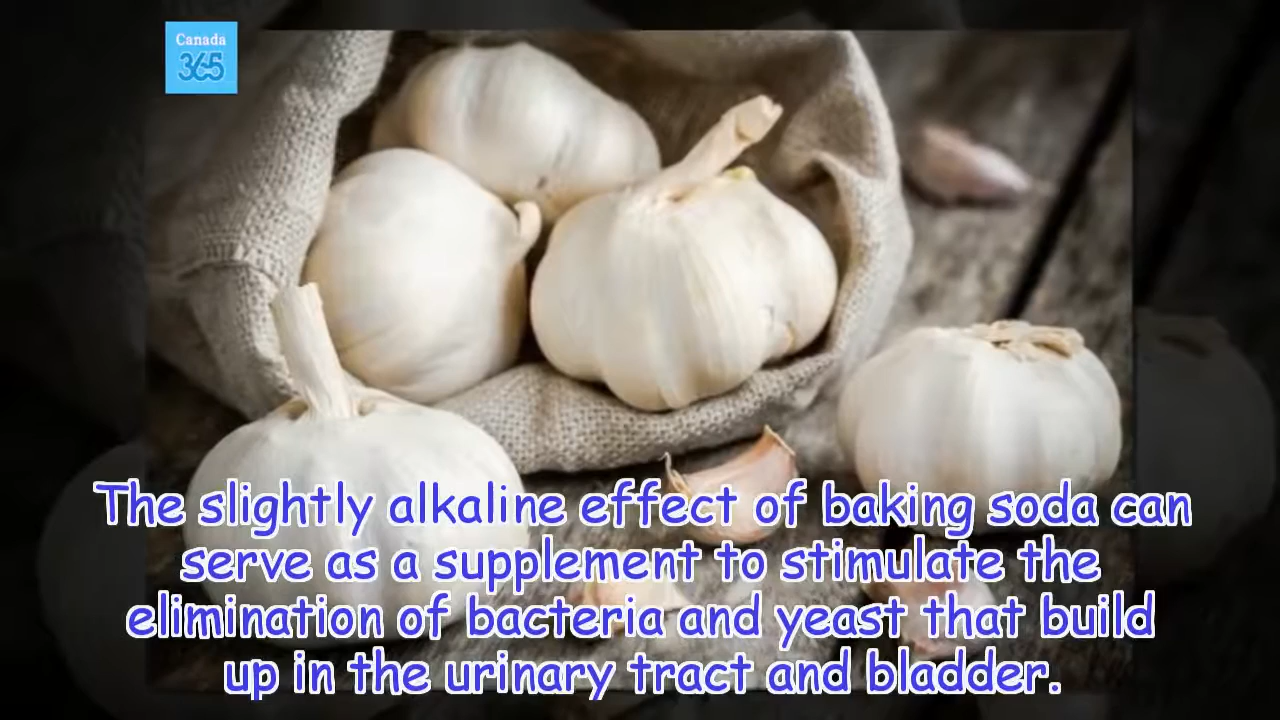 Canada
365
The slightly alkaline effect of baking soda can
serve as a supplement to stimulate the
elimination of bacteria and yeast that build
up in the urinary tract and bladder.